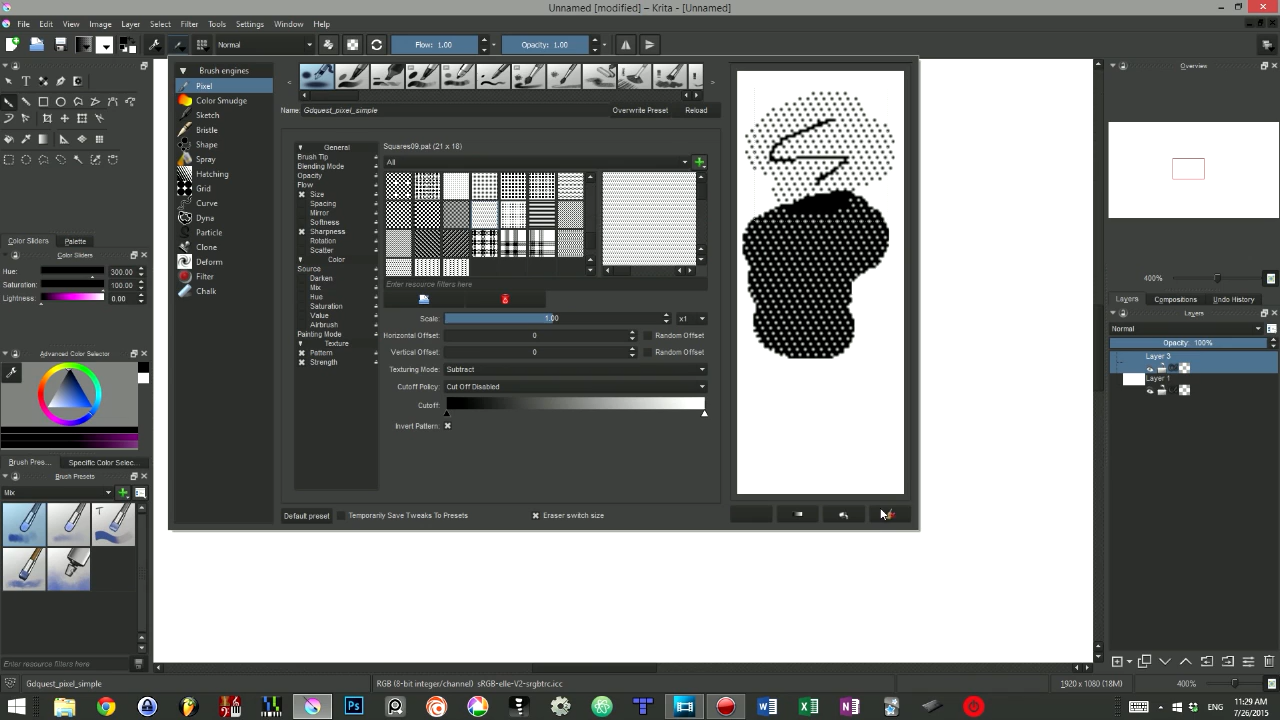 Unnamed [modified] – Krita - [Unnamed]
File Edit View Image Layer Select Filter Tools Settings Window Help
Normal Flow: 1.00 Opacity: 1.00
Brush engines
Pixel
Color Smudge
Sketch
Bristle
Shape
Spray
Hatching
Grid
Curve
Dyna
Particle
Clone
Deform
Filter
Chalk
Name: Gdquest_pixel_simple Overwrite Preset Reload
General
Brush Tip
Blending Mode
Opacity
Flow
Size
Spacing
Mirror
Softness
Sharpness
Rotation
Scatter
Color
Source
Darken
Mix
Hue
Saturation
Value
Airbrush
Painting Mode
Texture
Pattern
Strength
Squares09.pat (21 x 18)
All
Enter resource filters here
Scale: 1.00 x1
Horizontal Offset: 0 Random Offset
Vertical Offset: 0 Random Offset
Texturing Mode: Subtract
Cutoff Policy: Cut Off Disabled
Cutoff:
Invert Pattern:
Default preset Temporarily Save Tweaks To Presets Eraser switch size
Color Sliders Palette
Color Sliders
Hue: 300.00
Saturation: 100.00
Lightness: 0.00
Advanced Color Selector
Brush Pres... Specific Color Selec...
Brush Presets
Mix
T
Enter resource filters here
Overview
400%
Layers Compositions Undo History
Layers
Normal
Opacity: 100%
Layer 3
Layer 1
Gdquest_pixel_simple RGB (8-bit integer/channel) sRGB-elle-V2-srgbtrc.icc 1920 x 1080 (18M) 400%
Ps
11:29 AM
7/26/2015